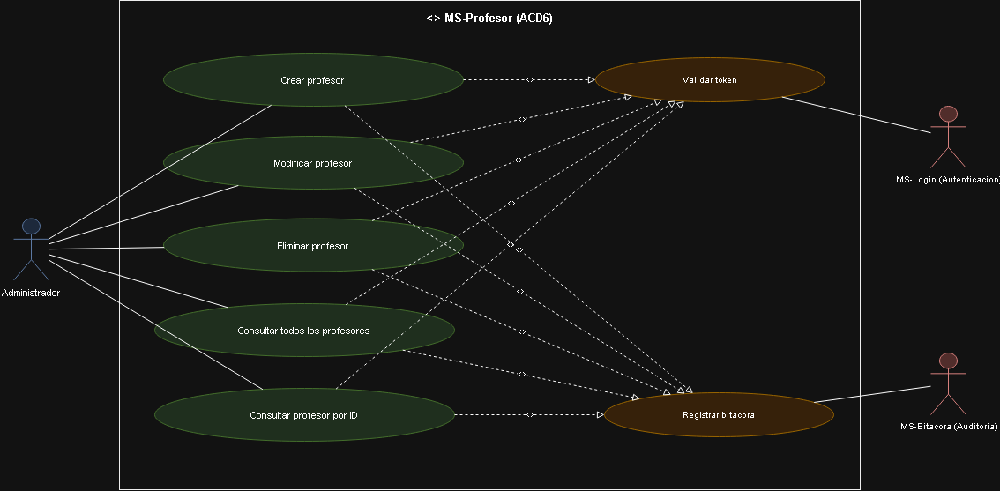 <> MS-Profesor (ACD6)
Crear profesor
<>
Validar token
<>
Modificar profesor
<>
MS-Login (Autenticacion)
<>
Eliminar profesor
<>
<>
Administrador
<>
Consultar todos los profesores
<>
<>
Consultar profesor por ID
<>
Registrar bitacora
MS-Bitacora (Auditoria)